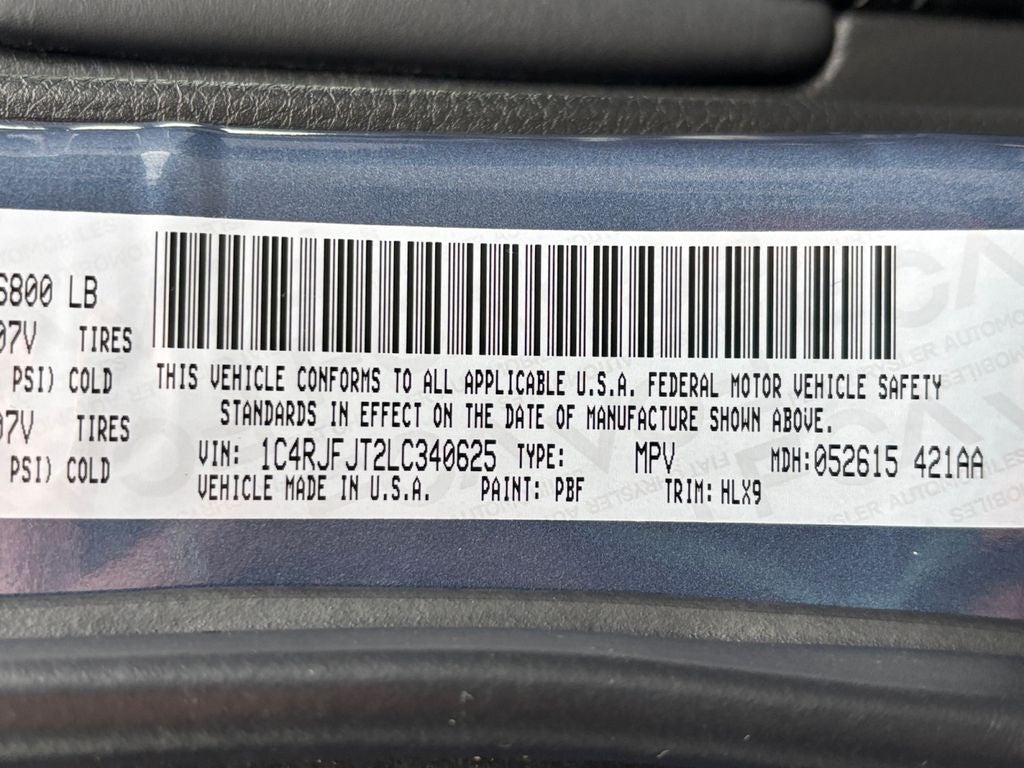 6800 LB
07V TIRES
PSI) COLD
07V TIRES
PSI) COLD
THIS VEHICLE CONFORMS TO ALL APPLICABLE U.S.A. FEDERAL MOTOR VEHICLE SAFETY
STANDARDS IN EFFECT ON THE DATE OF MANUFACTURE SHOWN ABOVE.
VIN: 1C4RJFJT2LC340625 TYPE: MPV MDH:052615 421AA
VEHICLE MADE IN U.S.A. PAINT: PBF TRIM: HLX9